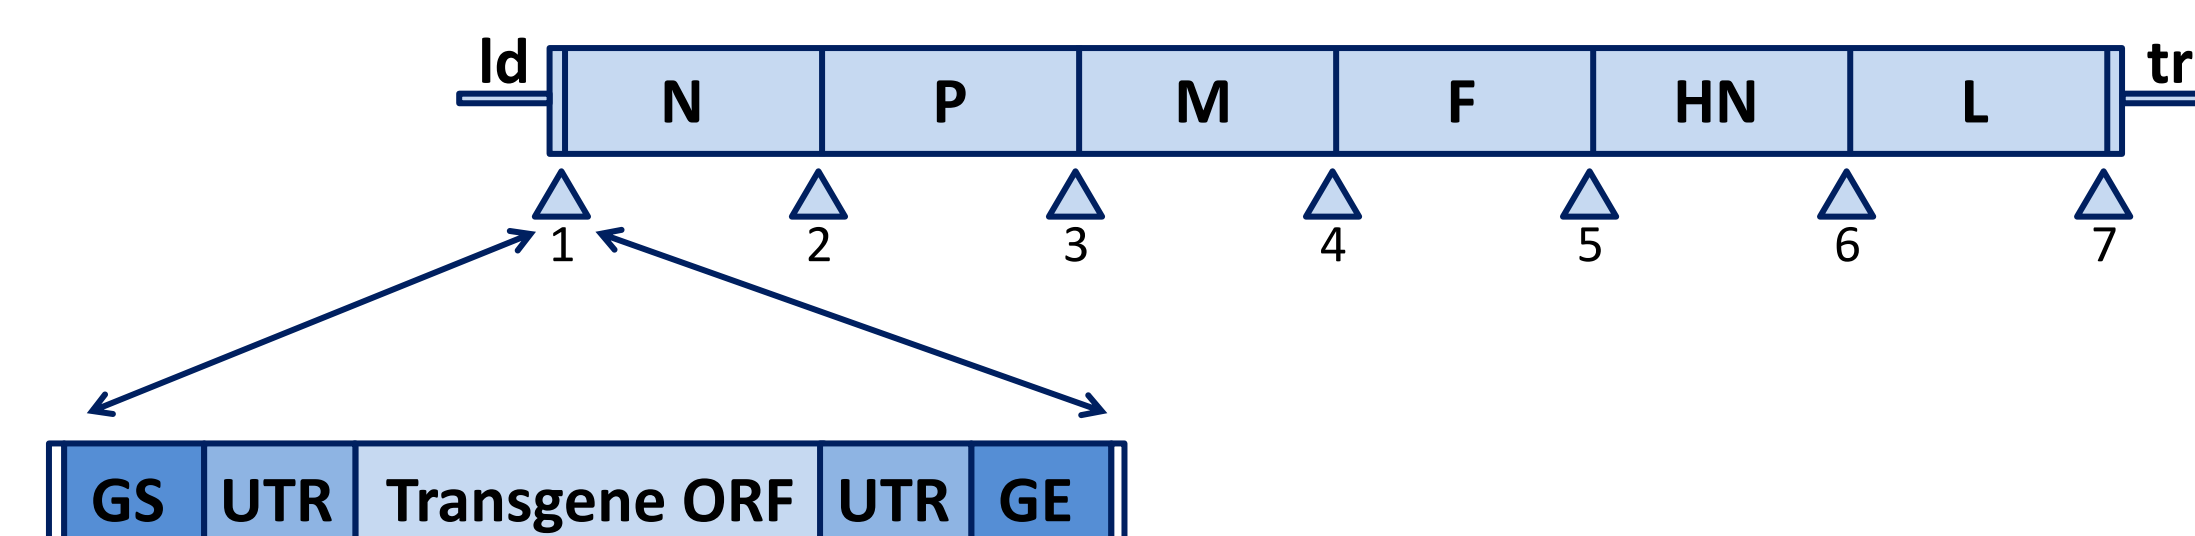 ld tr
N P M F HN L
1 2 3 4 5 6 7
GS UTR Transgene ORF UTR GE